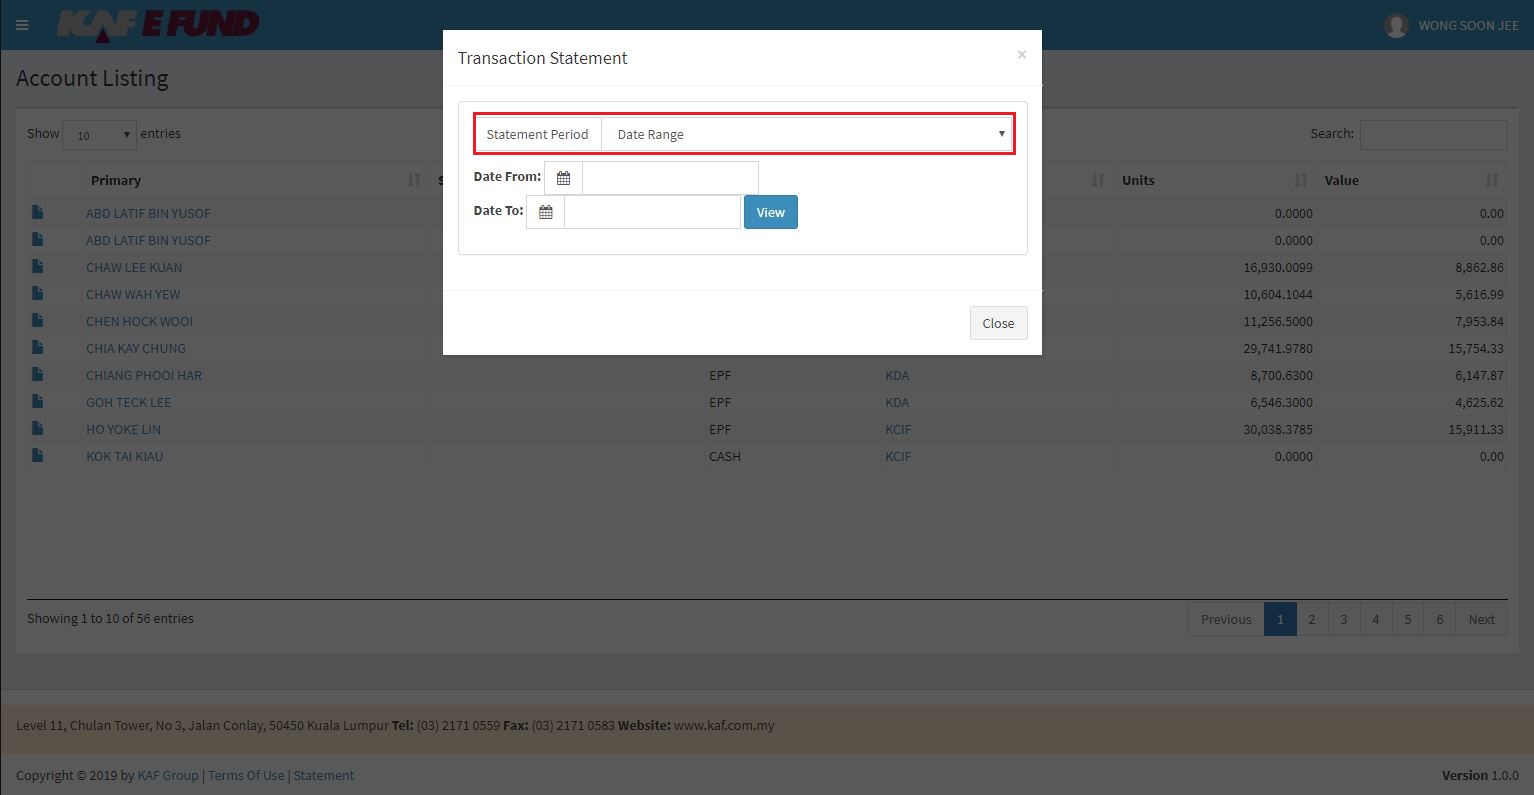 KAF E FUND
WONG SOON JEE
Transaction Statement
×
Account Listing
Statement Period Date Range
Date From:
Date To: View
Close
Show 10 entries
Search:
Primary S Units Value
ABD LATIF BIN YUSOF 0.0000 0.00
ABD LATIF BIN YUSOF 0.0000 0.00
CHAW LEE KUAN 16,930.0099 8,862.86
CHAW WAH YEW 10,604.1044 5,616.99
CHEN HOCK WOOI 11,256.5000 7,953.84
CHIA KAY CHUNG 29,741.9780 15,754.33
CHIANG PHOOI HAR EPF KDA 8,700.6300 6,147.87
GOH TECK LEE EPF KDA 6,546.3000 4,625.62
HO YOKE LIN EPF KCIF 30,038.3785 15,911.33
KOK TAI KIAU CASH KCIF 0.0000 0.00
Showing 1 to 10 of 56 entries
Previous 1 2 3 4 5 6 Next
Level 11, Chulan Tower, No 3, Jalan Conlay, 50450 Kuala Lumpur Tel: (03) 2171 0559 Fax: (03) 2171 0583 Website: www.kaf.com.my
Copyright © 2019 by KAF Group | Terms Of Use | Statement
Version 1.0.0